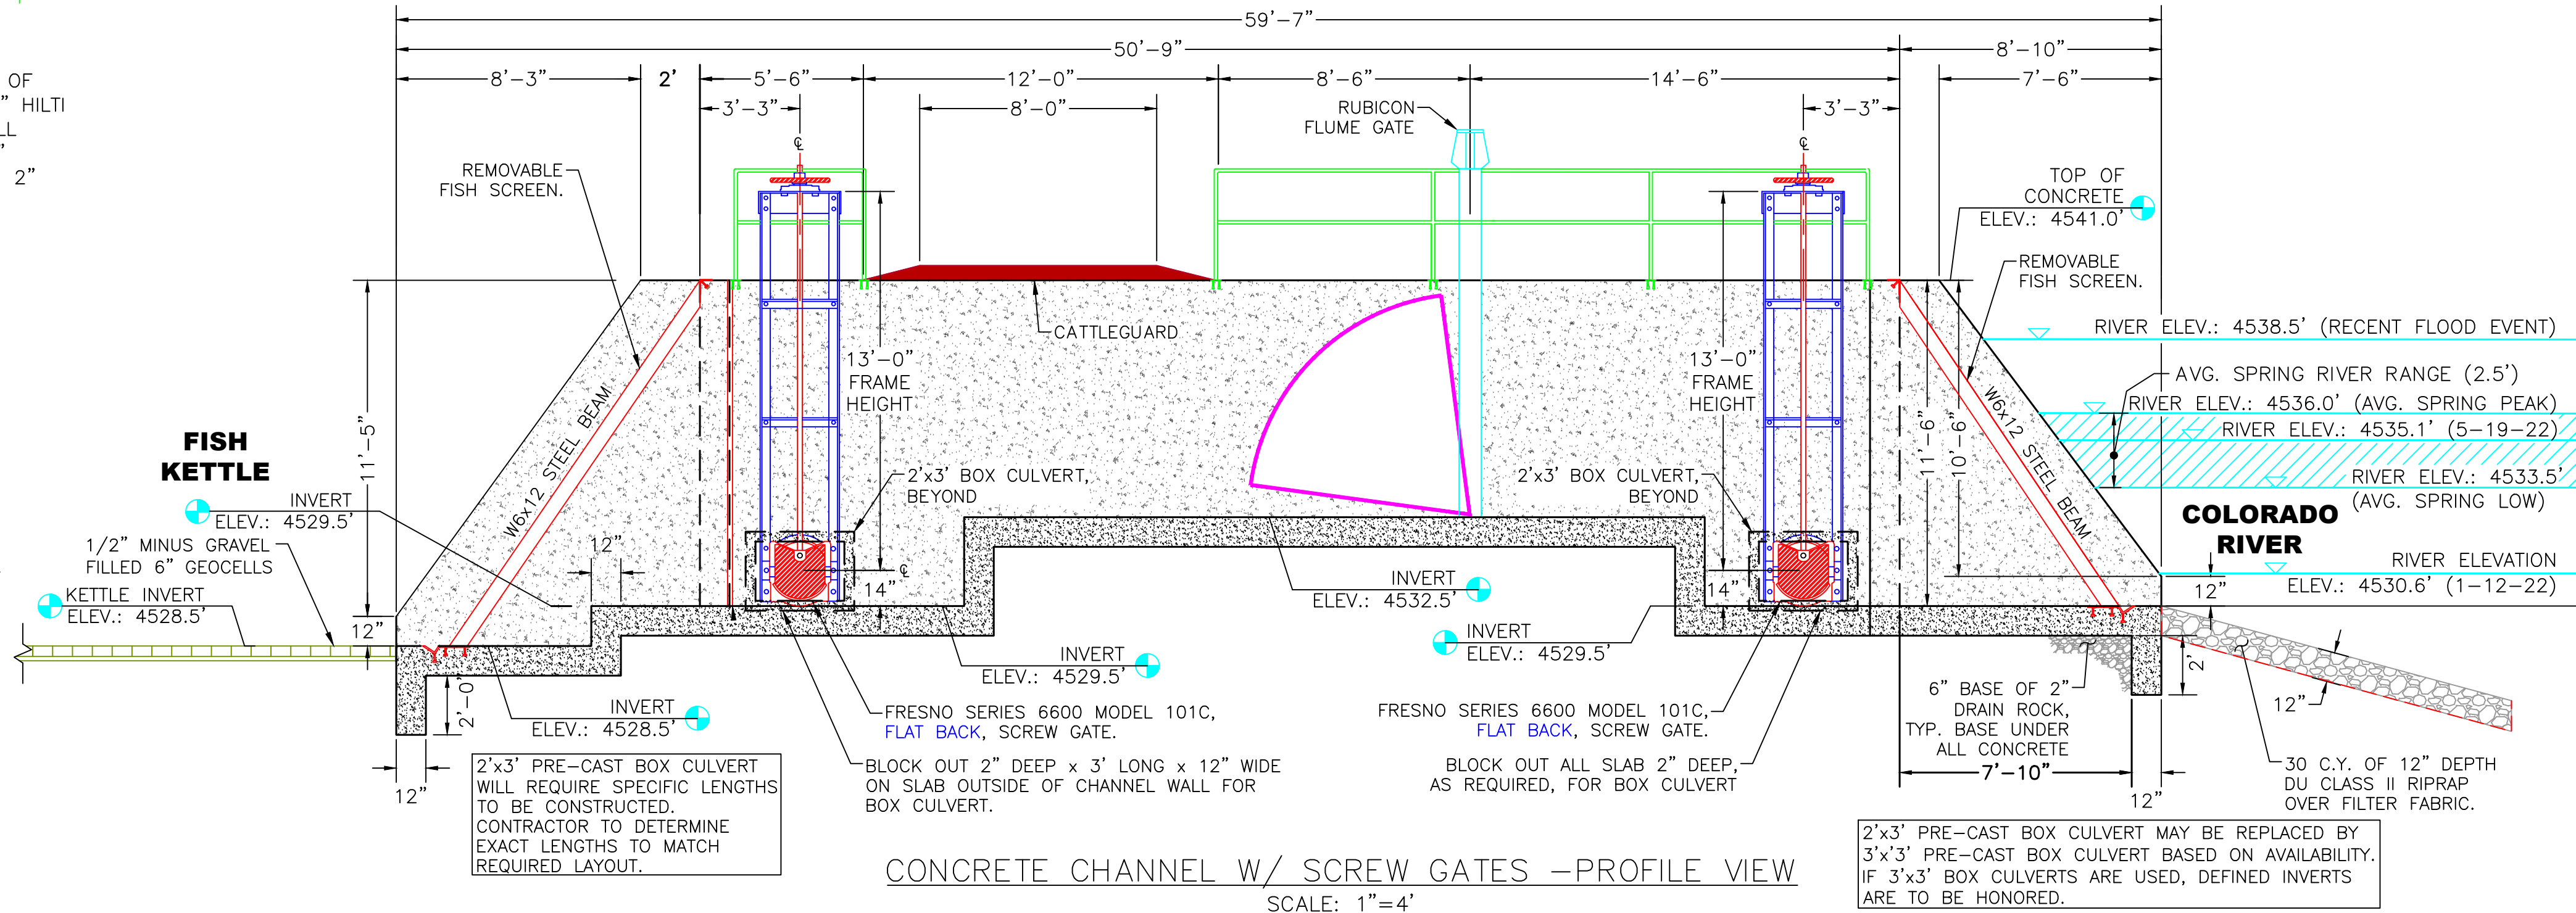 59'-7"
50'-9"
8'-10"
8'-3"
2'
5'-6"
12'-0"
8'-6"
14'-6"
7'-6"
3'-3"
8'-0"
3'-3"
OF
" HILTI
LL
"
2"
RUBICON
FLUME GATE
℄
℄
REMOVABLE
FISH SCREEN.
TOP OF
CONCRETE
ELEV.: 4541.0'
REMOVABLE
FISH SCREEN.
CATTLEGUARD
RIVER ELEV.: 4538.5' (RECENT FLOOD EVENT)
AVG. SPRING RIVER RANGE (2.5')
RIVER ELEV.: 4536.0' (AVG. SPRING PEAK)
RIVER ELEV.: 4535.1' (5-19-22)
RIVER ELEV.: 4533.5'
(AVG. SPRING LOW)
COLORADO
RIVER
RIVER ELEVATION
ELEV.: 4530.6' (1-12-22)
13'-0"
FRAME
HEIGHT
13'-0"
FRAME
HEIGHT
11'-5"
11'-6"
10'-6"
W6x12 STEEL BEAM
W6x12 STEEL BEAM
FISH
KETTLE
INVERT
ELEV.: 4529.5'
1/2" MINUS GRAVEL
FILLED 6" GEOCELLS
KETTLE INVERT
ELEV.: 4528.5'
12"
12"
2'x3' BOX CULVERT,
BEYOND
2'x3' BOX CULVERT,
BEYOND
14"
℄
14"
12"
INVERT
ELEV.: 4532.5'
INVERT
ELEV.: 4529.5'
INVERT
ELEV.: 4529.5'
INVERT
ELEV.: 4528.5'
2'-0"
12"
FRESNO SERIES 6600 MODEL 101C,
FLAT BACK, SCREW GATE.
BLOCK OUT 2" DEEP x 3' LONG x 12" WIDE
ON SLAB OUTSIDE OF CHANNEL WALL FOR
BOX CULVERT.
FRESNO SERIES 6600 MODEL 101C,
FLAT BACK, SCREW GATE.
BLOCK OUT ALL SLAB 2" DEEP,
AS REQUIRED, FOR BOX CULVERT
6" BASE OF 2"
DRAIN ROCK,
TYP. BASE UNDER
ALL CONCRETE
7'-10"
12"
2'
12"
30 C.Y. OF 12" DEPTH
DU CLASS II RIPRAP
OVER FILTER FABRIC.
2'x3' PRE-CAST BOX CULVERT
WILL REQUIRE SPECIFIC LENGTHS
TO BE CONSTRUCTED.
CONTRACTOR TO DETERMINE
EXACT LENGTHS TO MATCH
REQUIRED LAYOUT.
2'x3' PRE-CAST BOX CULVERT MAY BE REPLACED BY
3'x'3' PRE-CAST BOX CULVERT BASED ON AVAILABILITY.
IF 3'x3' BOX CULVERTS ARE USED, DEFINED INVERTS
ARE TO BE HONORED.
CONCRETE CHANNEL W/ SCREW GATES -PROFILE VIEW
SCALE: 1"=4'